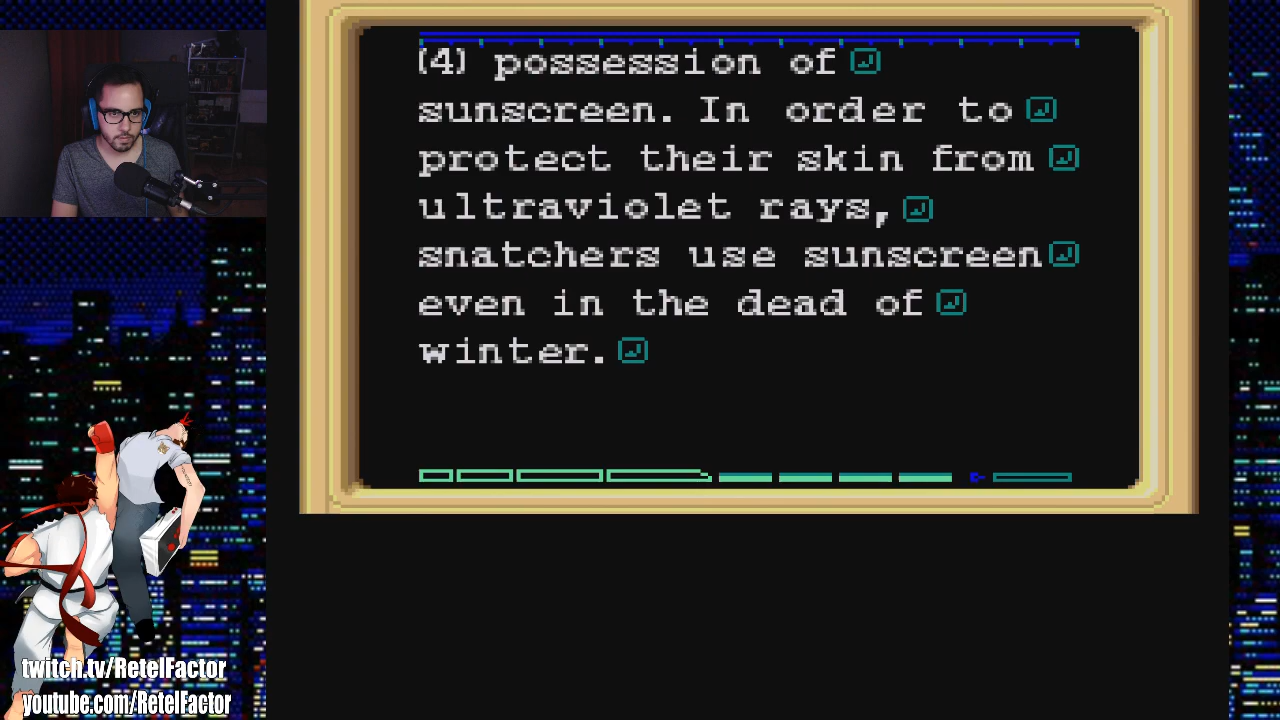 (4) possession of
sunscreen. In order to
protect their skin from
ultraviolet rays,
snatchers use sunscreen
even in the dead of
winter.
twitch.tv/RetelFactor
youtube.com/RetelFactor